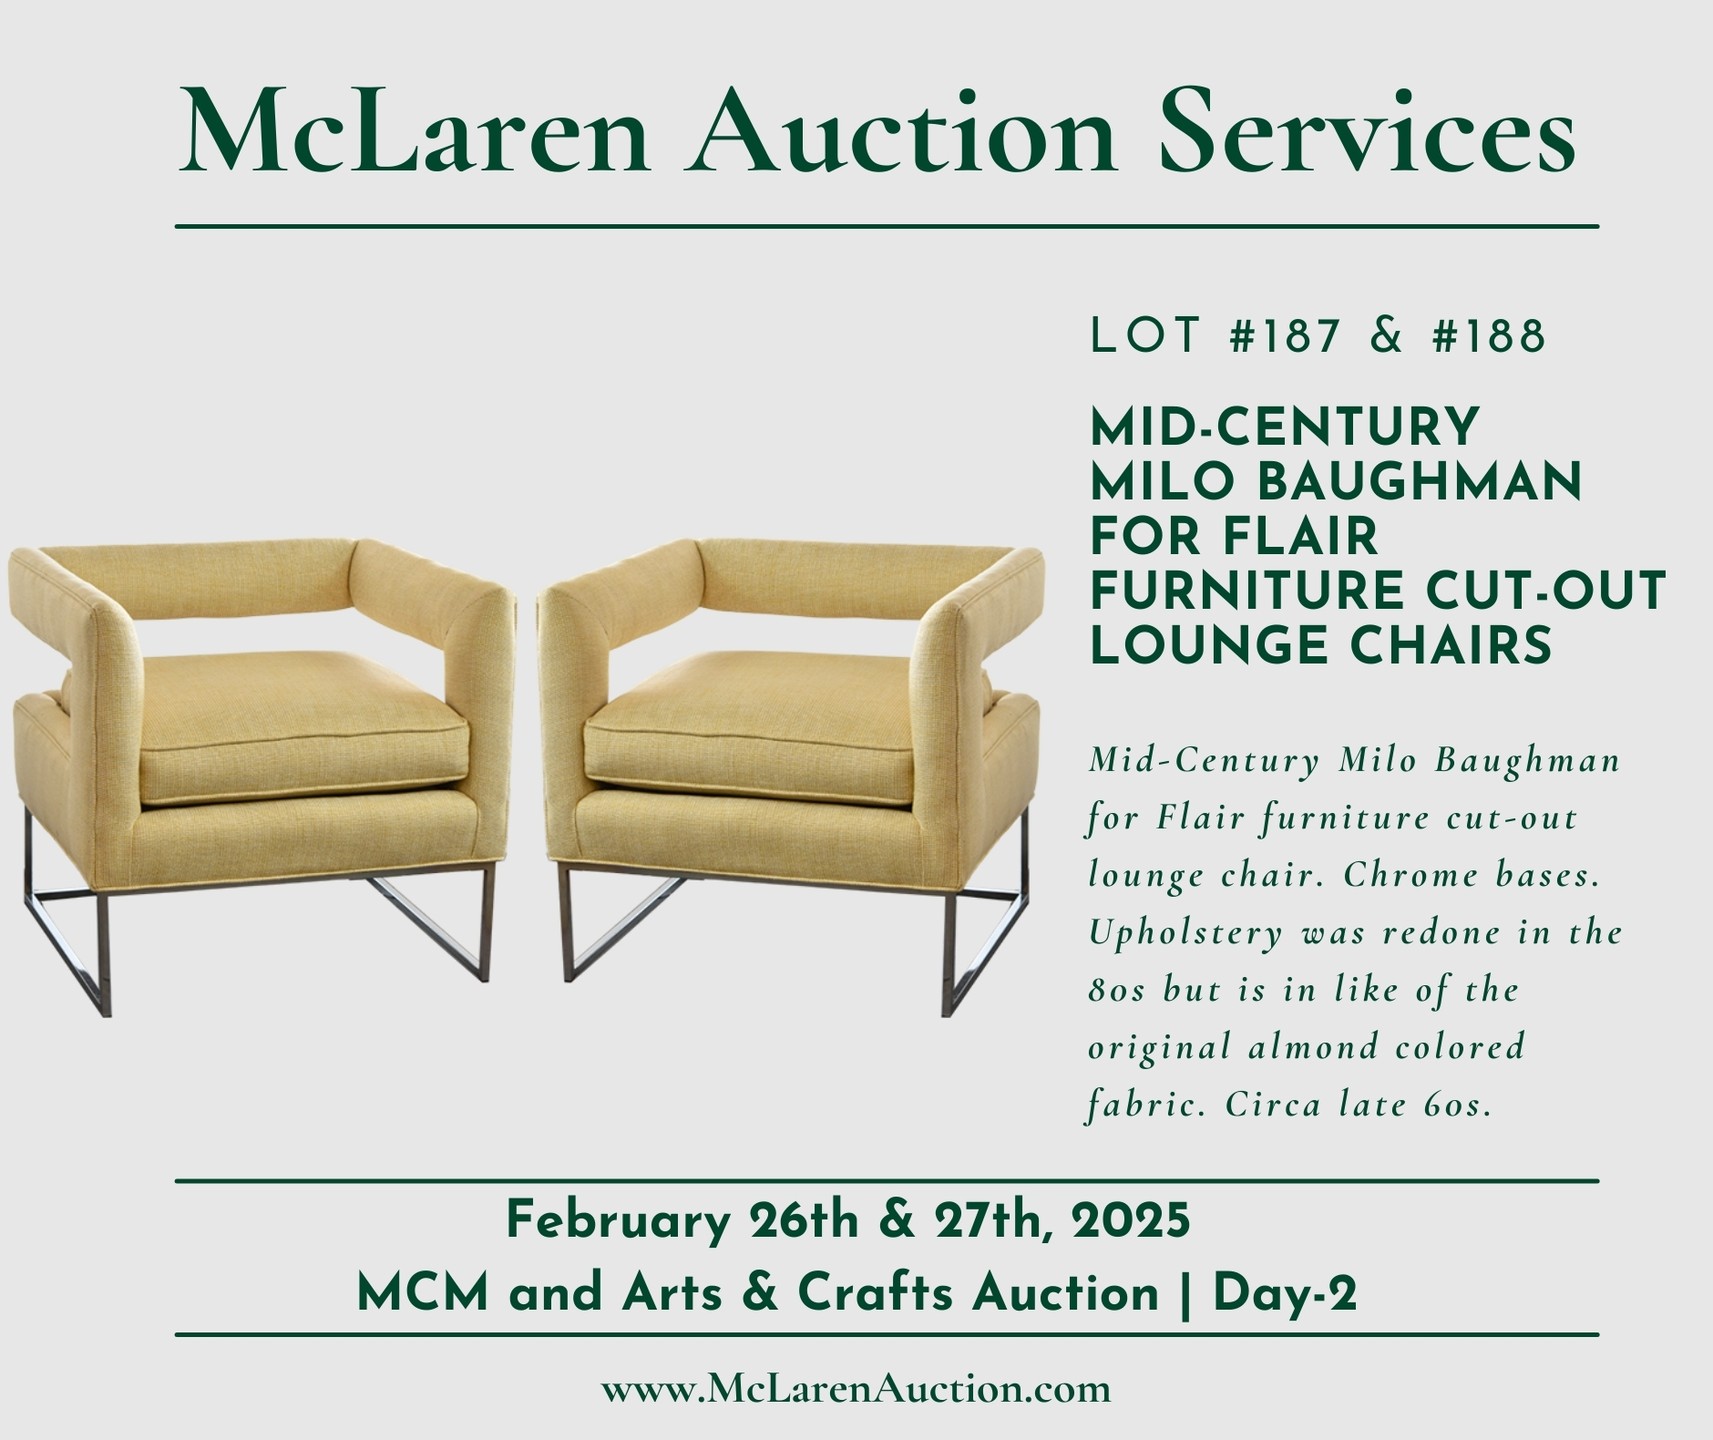 McLaren Auction Services
LOT #187 & #188
MID-CENTURY
MILO BAUGHMAN
FOR FLAIR
FURNITURE CUT-OUT
LOUNGE CHAIRS
Mid-Century Milo Baughman
for Flair furniture cut-out
lounge chair. Chrome bases.
Upholstery was redone in the
80s but is in like of the
original almond colored
fabric. Circa late 60s.
February 26th & 27th, 2025
MCM and Arts & Crafts Auction | Day-2
www.McLarenAuction.com